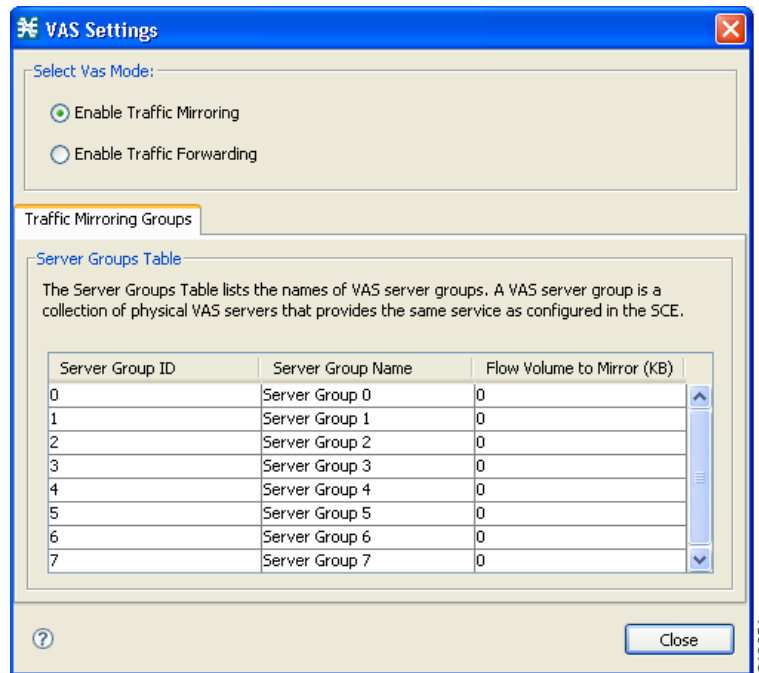 VAS Settings
Select Vas Mode:
Enable Traffic Mirroring
Enable Traffic Forwarding
Traffic Mirroring Groups
Server Groups Table
The Server Groups Table lists the names of VAS server groups. A VAS server group is a
collection of physical VAS servers that provides the same service as configured in the SCE.
Server Group ID Server Group Name Flow Volume to Mirror (KB)
0 Server Group 0 0
1 Server Group 1 0
2 Server Group 2 0
3 Server Group 3 0
4 Server Group 4 0
5 Server Group 5 0
6 Server Group 6 0
7 Server Group 7 0
? Close